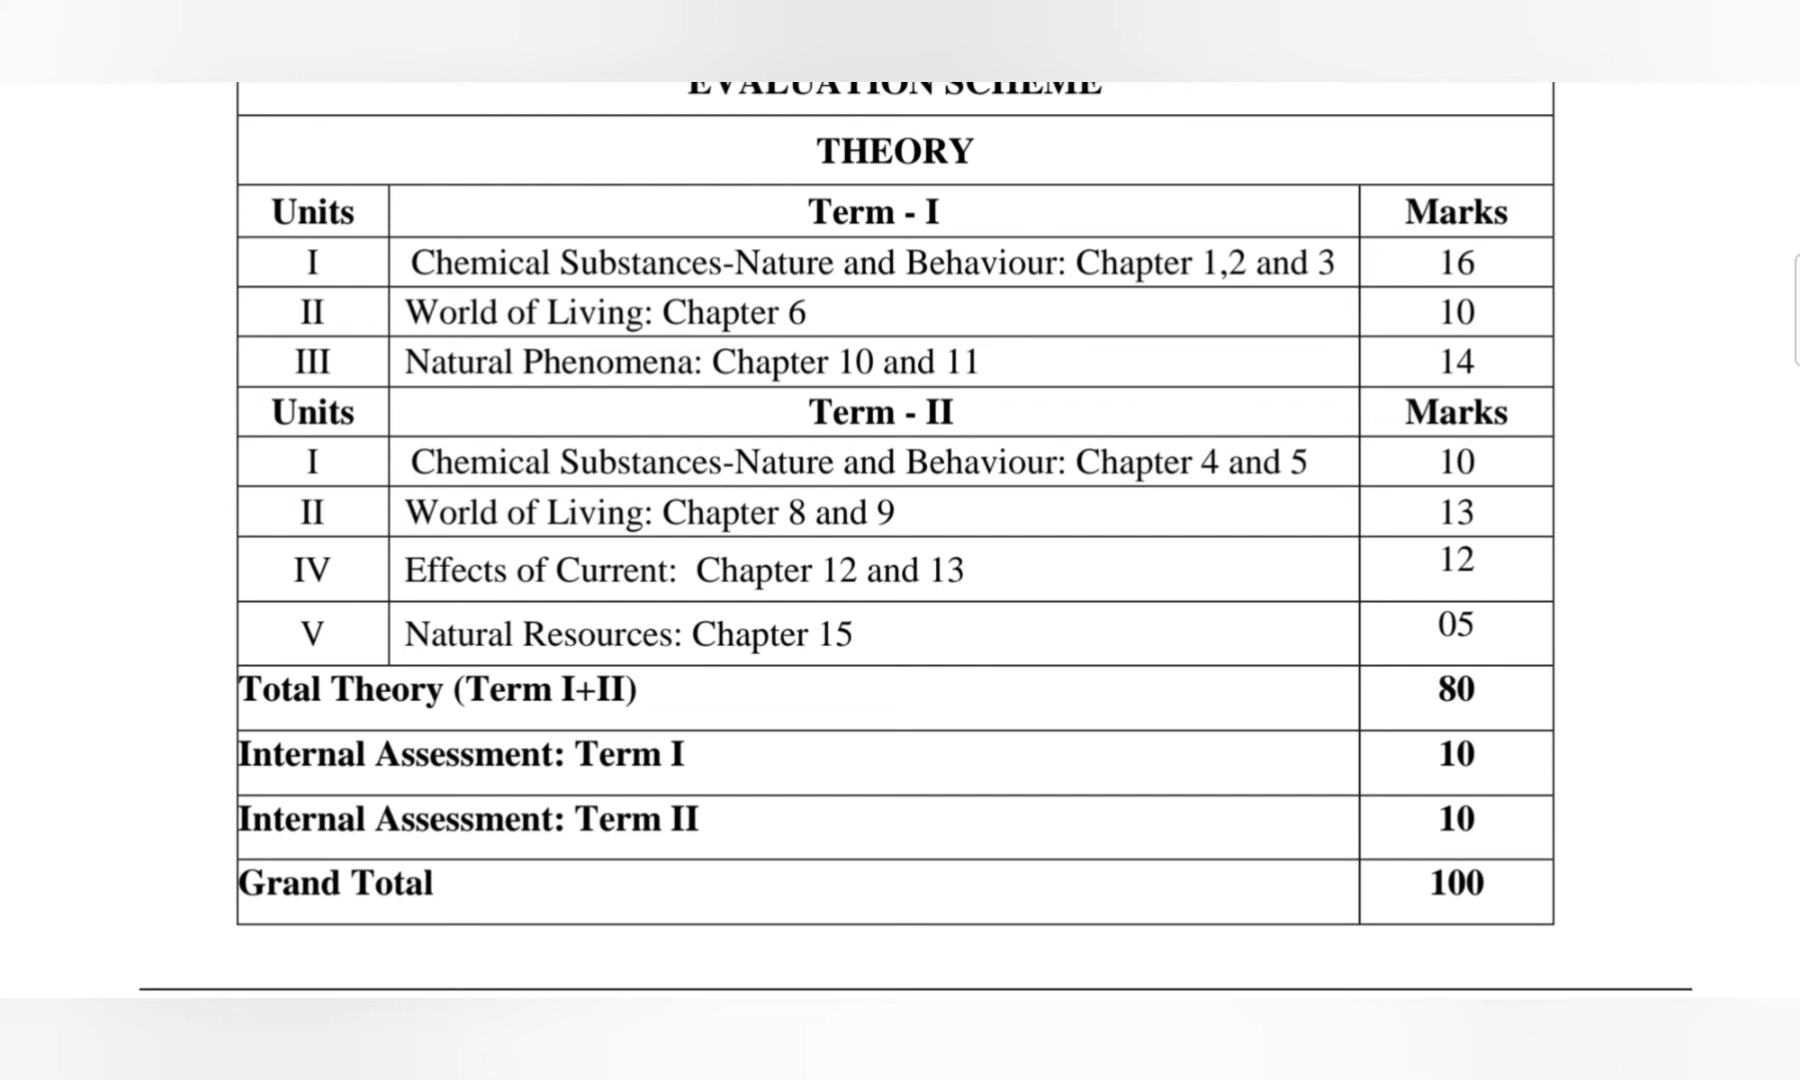 EVALUATION SCHEME
THEORY
Units Term - I Marks
I Chemical Substances-Nature and Behaviour: Chapter 1,2 and 3 16
II World of Living: Chapter 6 10
III Natural Phenomena: Chapter 10 and 11 14
Units Term - II Marks
I Chemical Substances-Nature and Behaviour: Chapter 4 and 5 10
II World of Living: Chapter 8 and 9 13
IV Effects of Current: Chapter 12 and 13 12
V Natural Resources: Chapter 15 05
Total Theory (Term I+II) 80
Internal Assessment: Term I 10
Internal Assessment: Term II 10
Grand Total 100